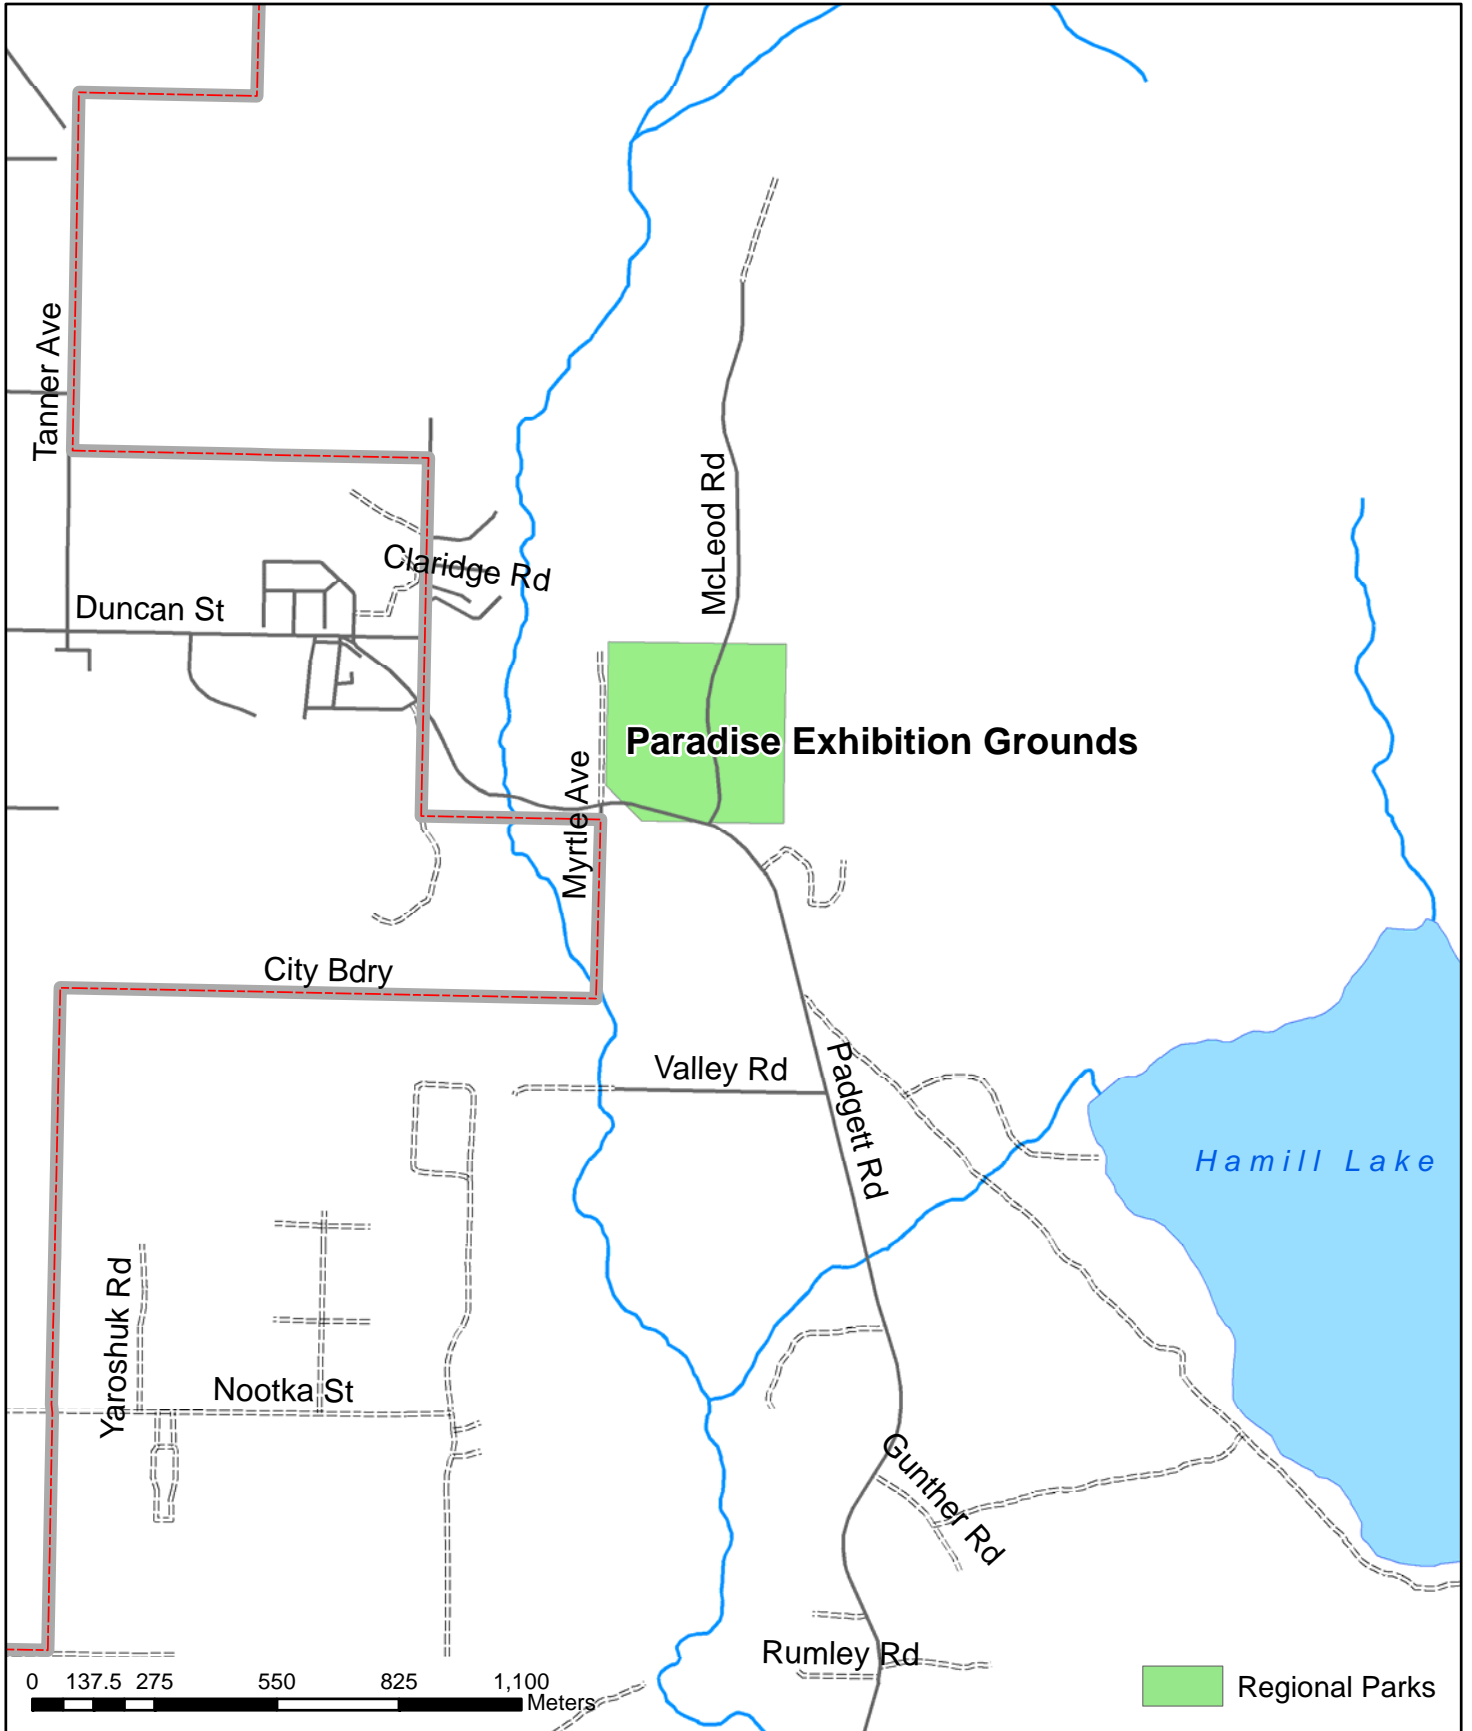 Tanner Ave
McLeod Rd
Claridge Rd
Duncan St
Paradise Exhibition Grounds
Myrtle Ave
City Bdry
Valley Rd
Padgett Rd
Hamill Lake
Yaroshuk Rd
Nootka St
Gunther Rd
Rumley Rd
0 137.5 275 550 825 1,100
Meters
Regional Parks